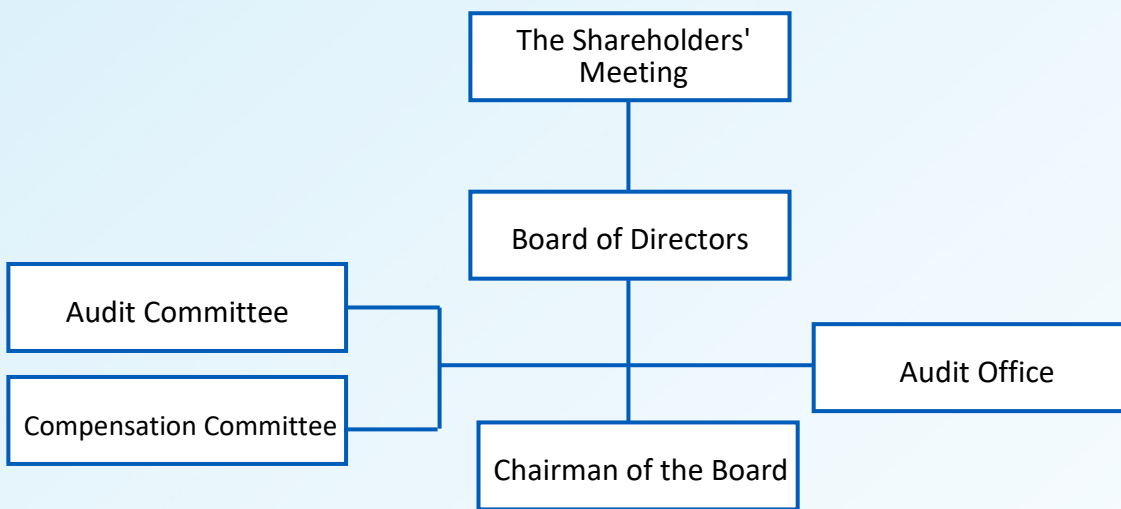 The Shareholders'
Meeting
Board of Directors
Audit Committee
Audit Office
Compensation Committee
Chairman of the Board